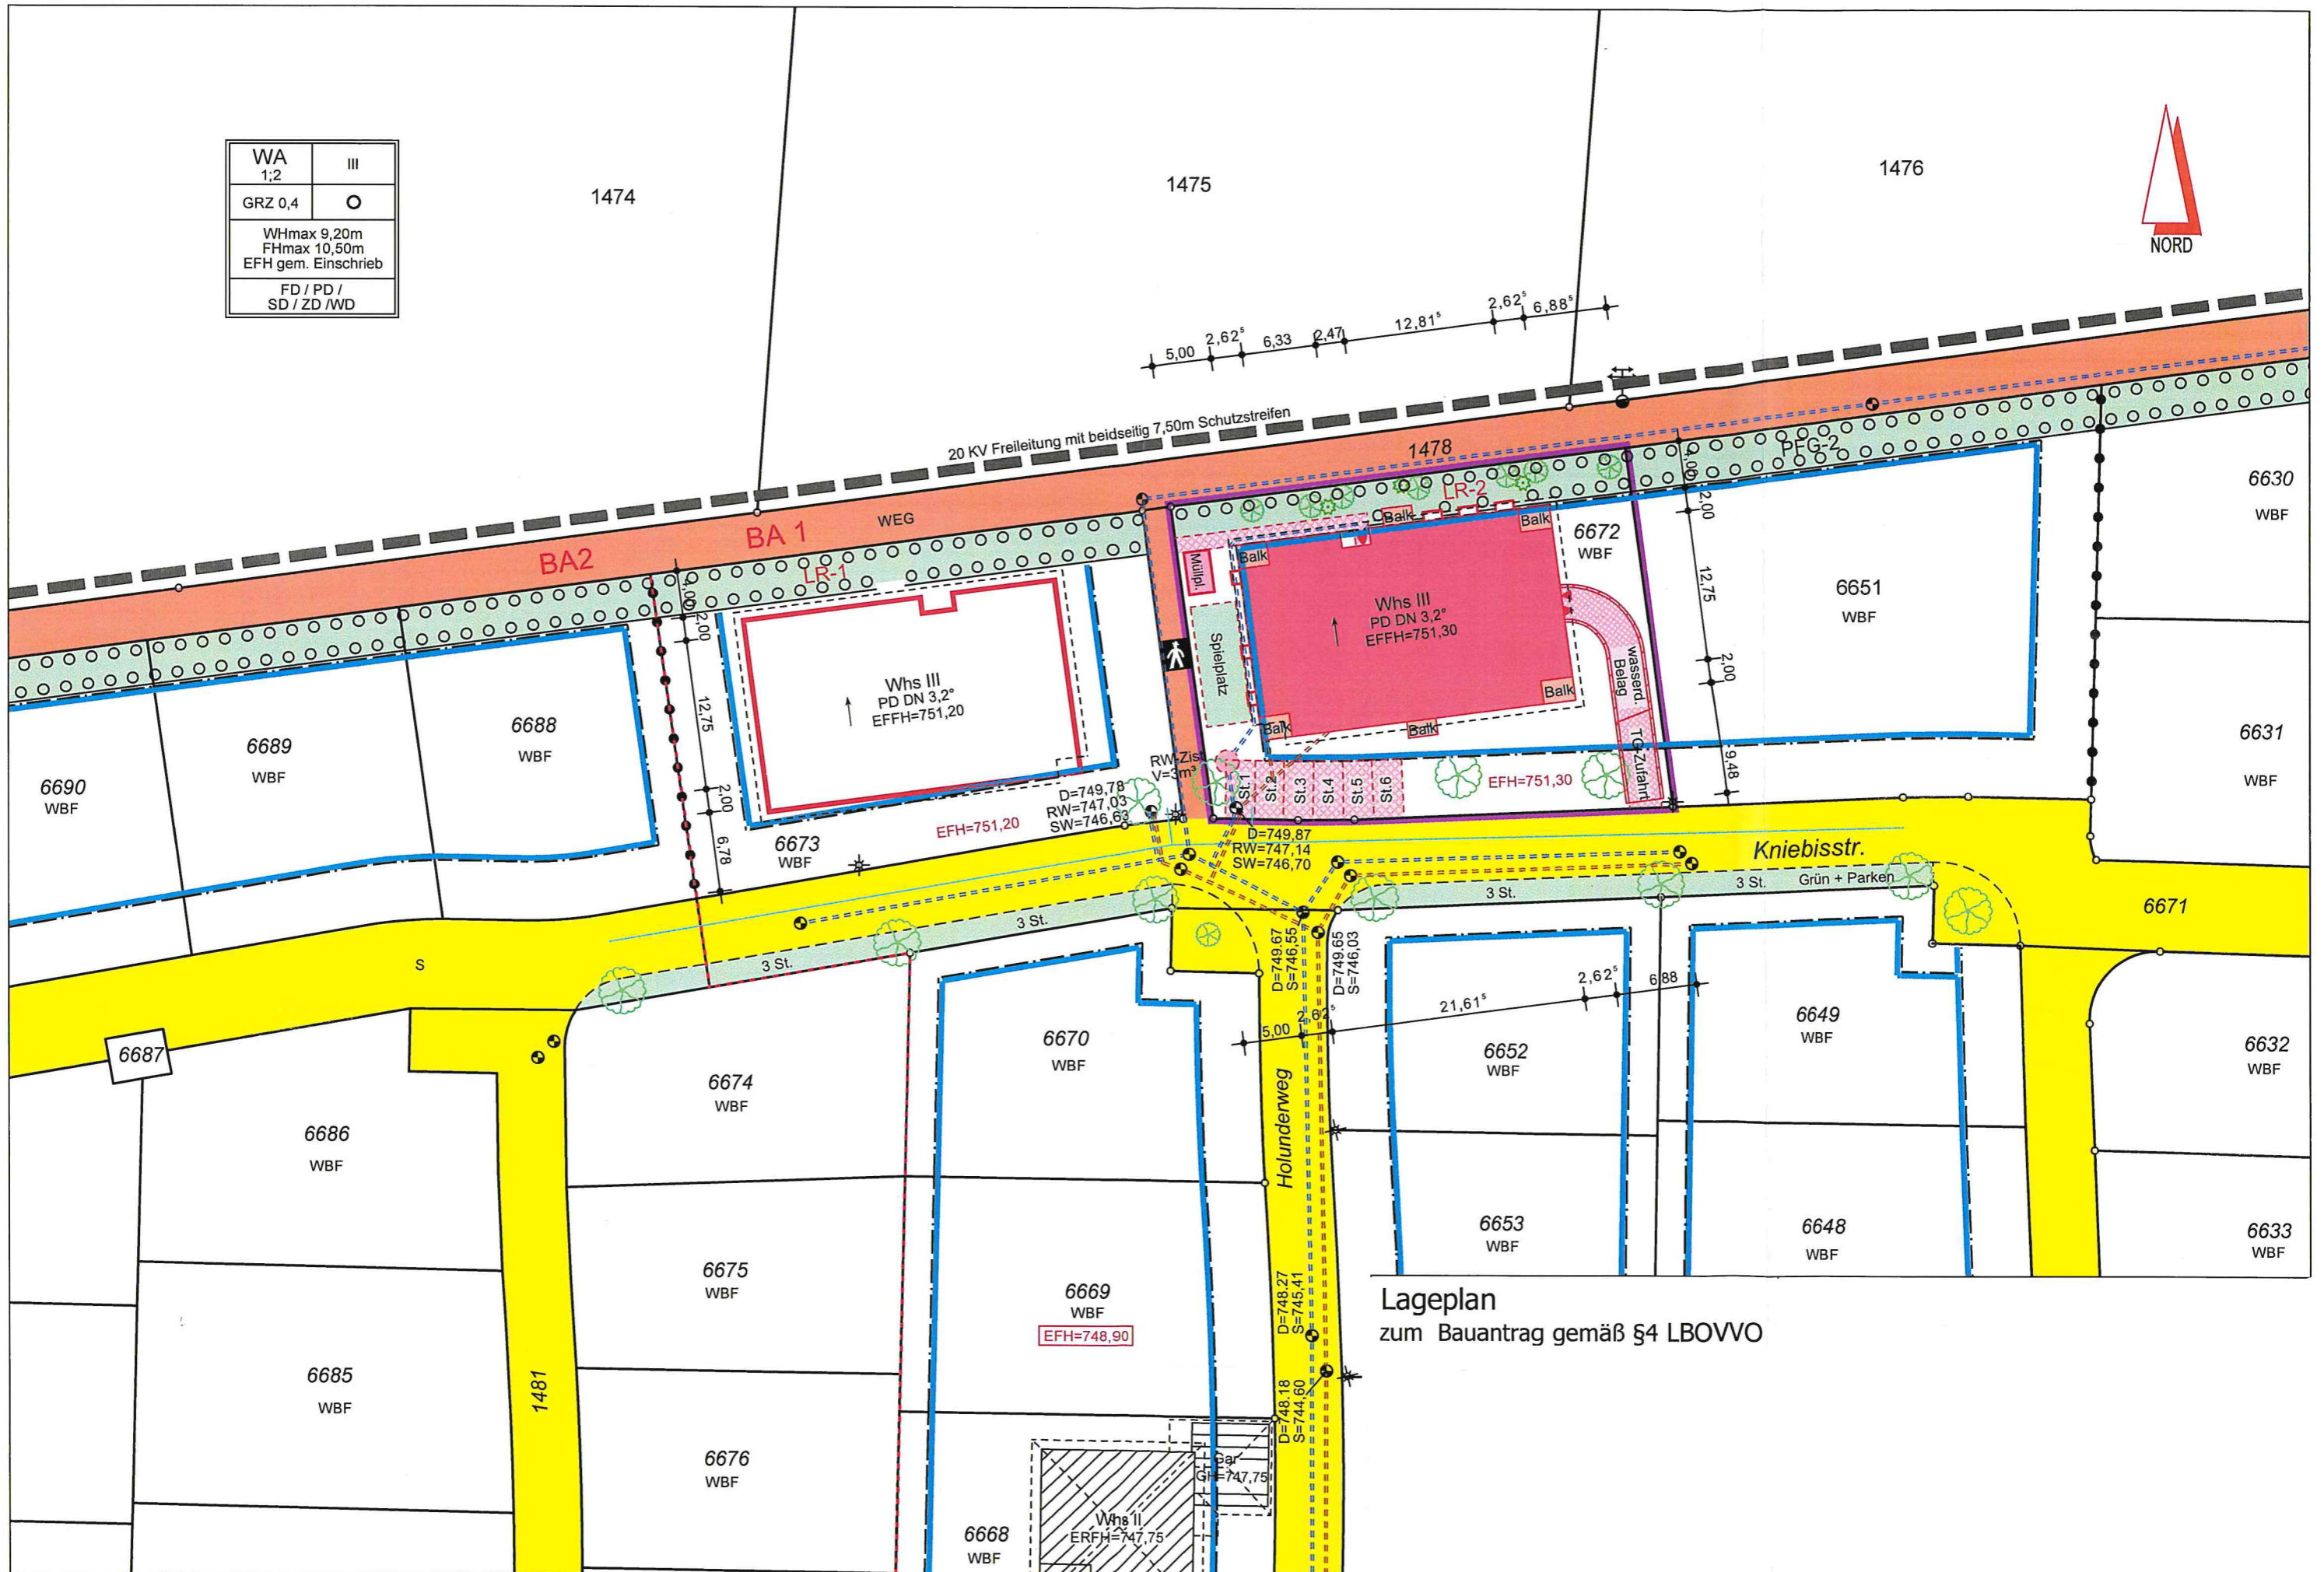 WA
1;2
III
GRZ 0,4
O
WHmax 9,20m
FHmax 10,50m
EFH gem. Einschrieb
FD / PD /
SD / ZD /WD
1474
1475
1476
NORD
5,00
2,62⁵
6,33
2,47
12,81⁵
2,62⁵
6,88⁵
20 KV Freileitung mit beidseitig 7,50m Schutzstreifen
1478
WEG
BA2
BA 1
LR-1
LR-2
PFG-2
4,00
2,00
12,75
2,00
6,78
4,00
2,00
12,75
2,00
9,48
6690
WBF
6689
WBF
6688
WBF
Whs III
PD DN 3,2°
EFFH=751,20
EFH=751,20
6673
WBF
Müllpl.
Spielplatz
Balk
Balk
Balk
Balk
Balk
Balk
Whs III
PD DN 3,2°
EFFH=751,30
6672
WBF
wasserd.
Belag
TG-Zufahrt
EFH=751,30
St.1
St.2
St.3
St.4
St.5
St.6
RW-Zist
V=3m³
D=749,78
RW=747,03
SW=746,63
D=749,87
RW=747,14
SW=746,70
6651
WBF
6630
WBF
6631
WBF
Kniebisstr.
3 St.
3 St.
3 St.
3 St.
Grün + Parken
6671
S
6687
D=749.67
S=746,55
D=749.65
S=746,03
5,00
2,62⁵
21,61⁵
2,62⁵
6,88
6686
WBF
6674
WBF
6670
WBF
Holunderweg
6652
WBF
6649
WBF
6632
WBF
6685
WBF
1481
6675
WBF
6669
WBF
EFH=748,90
D=748.27
S=745,41
D=748.18
S=744,60
6653
WBF
6648
WBF
6633
WBF
6676
WBF
6668
WBF
Whs II
ERFH=747,75
Gar
GH=747,75
Lageplan
zum Bauantrag gemäß §4 LBOVVO